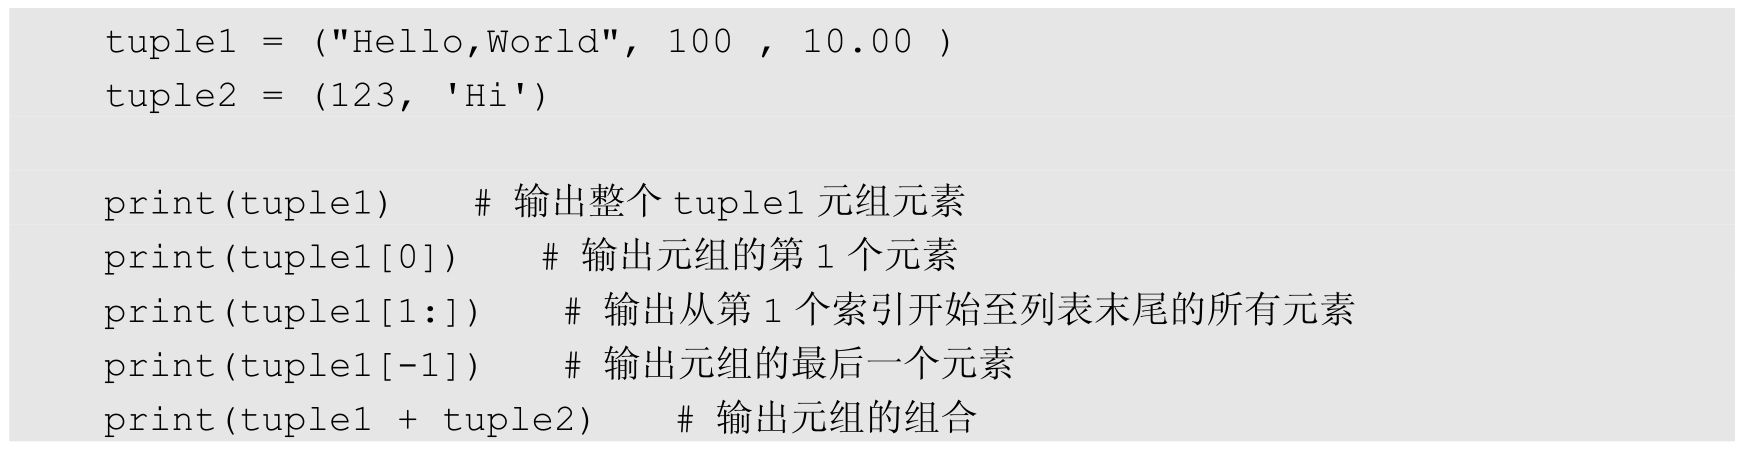 tuple1 = ("Hello,World", 100 , 10.00 )
tuple2 = (123, 'Hi')
print(tuple1)    # 输出整个 tuple1 元组元素
print(tuple1[0])    # 输出元组的第 1 个元素
print(tuple1[1:])    # 输出从第 1 个索引开始至列表末尾的所有元素
print(tuple1[-1])    # 输出元组的最后一个元素
print(tuple1 + tuple2)    # 输出元组的组合